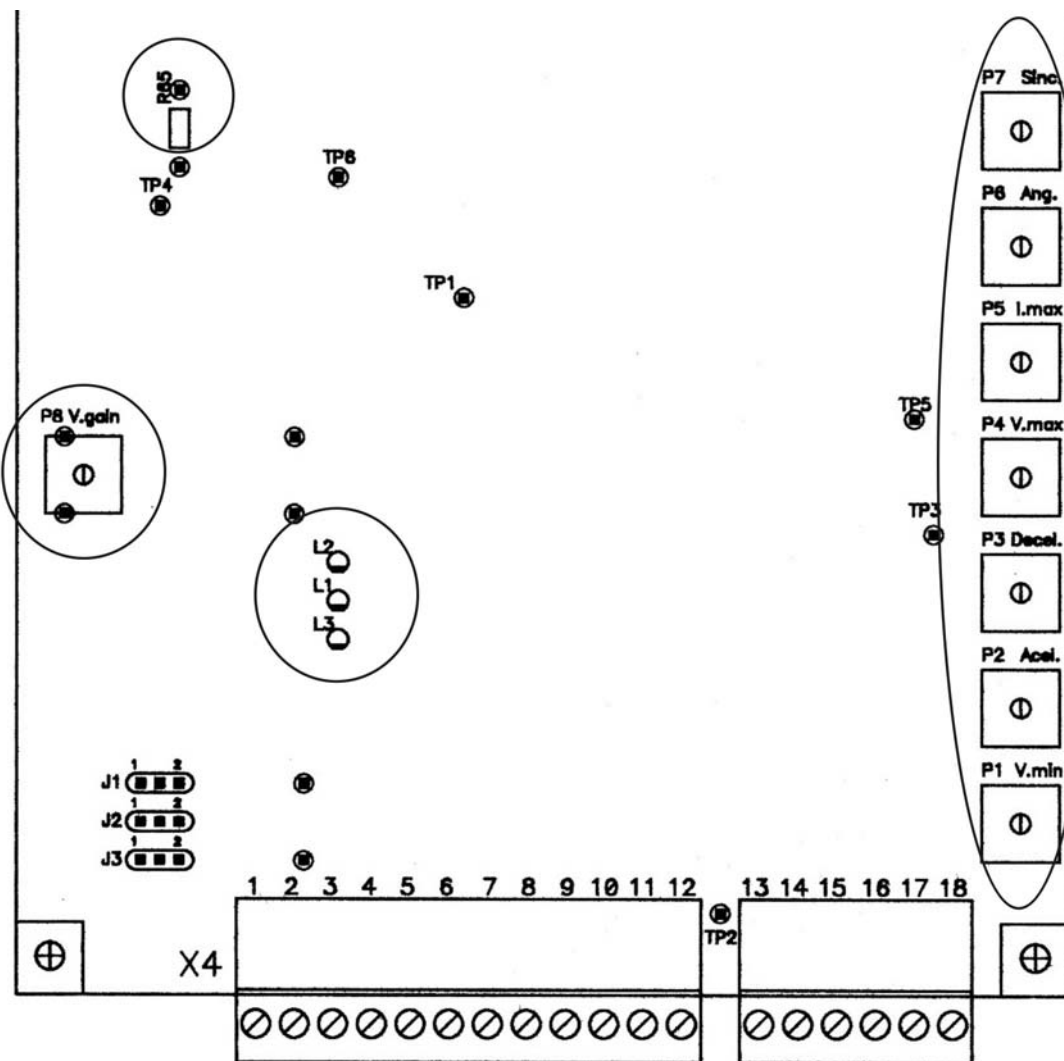 P7 Sinc.
R65
TP6
TP4
P6 Ang.
TP1
P5 I.max
TP5
P8 V.gain
P4 V.max
TP3
L2
P3 Decel.
L1
L3
P2 Acel.
1 2
J1
P1 V.min
1 2
J2
1 2
J3
1 2 3 4 5 6 7 8 9 10 11 12
13 14 15 16 17 18
TP2
X4